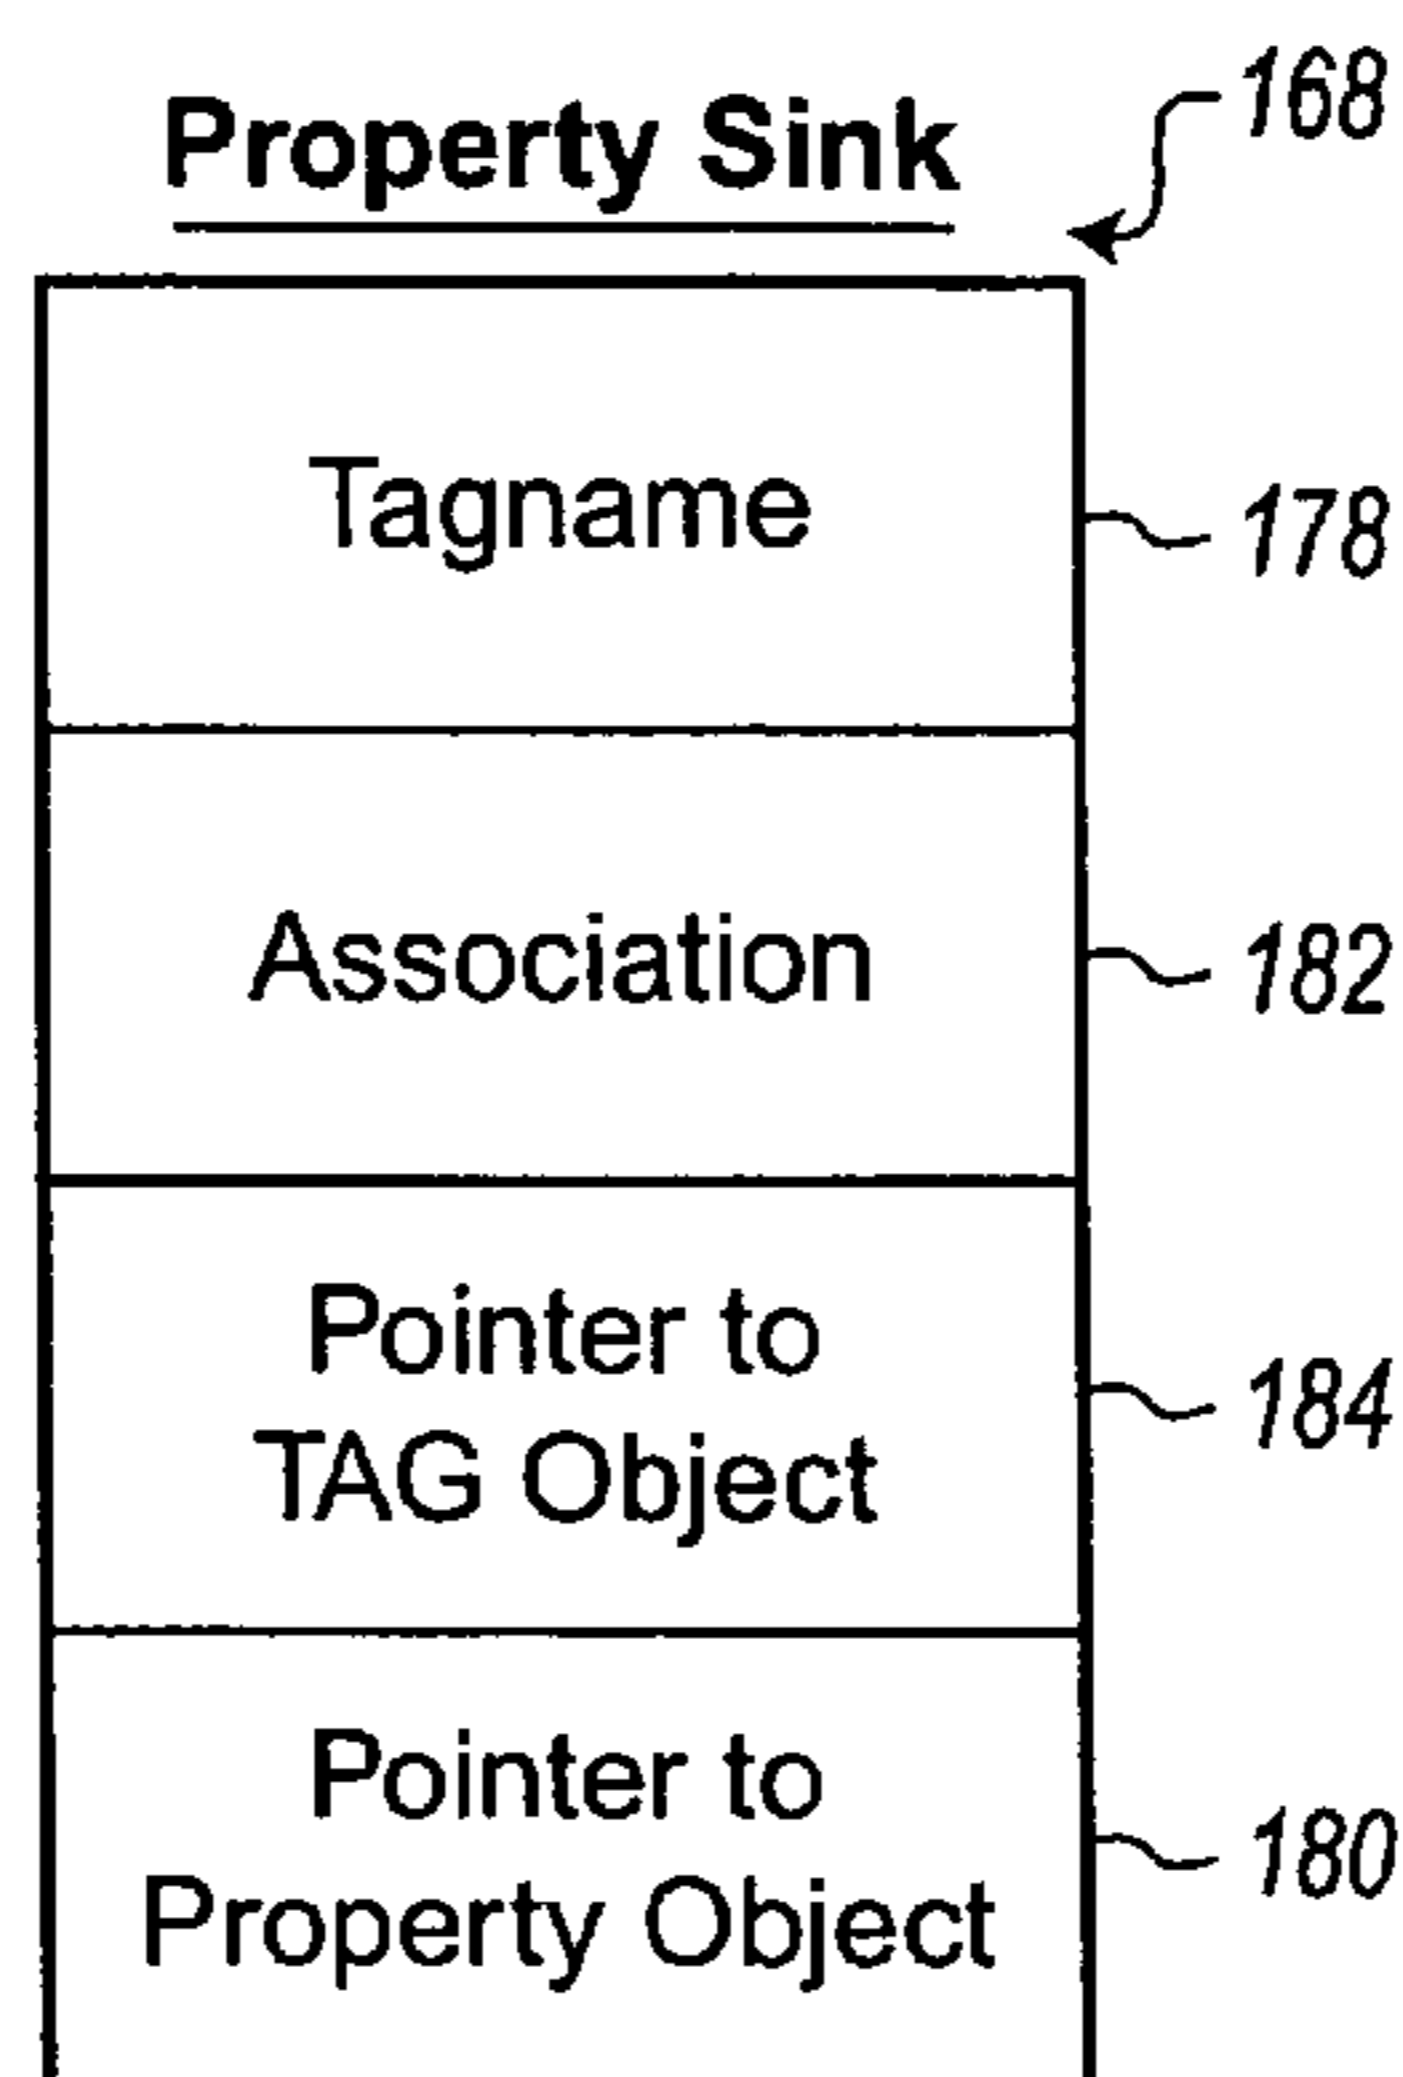 Property Sink
168
Tagname
178
Association
182
Pointer to
TAG Object
184
Pointer to
Property Object
180